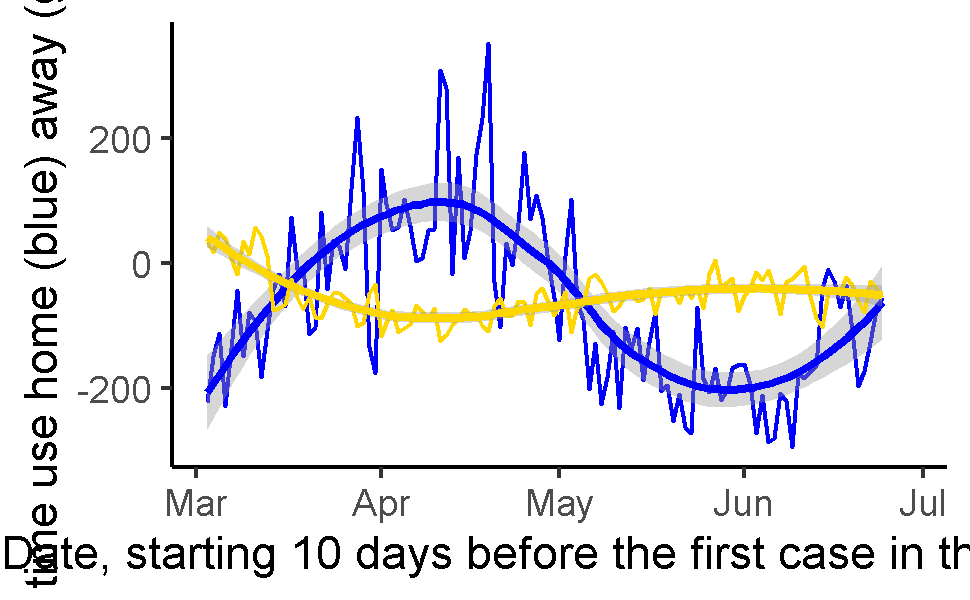 time use home (blue) away (
200
0
-200
Mar Apr May Jun Jul
Date, starting 10 days before the first case in th